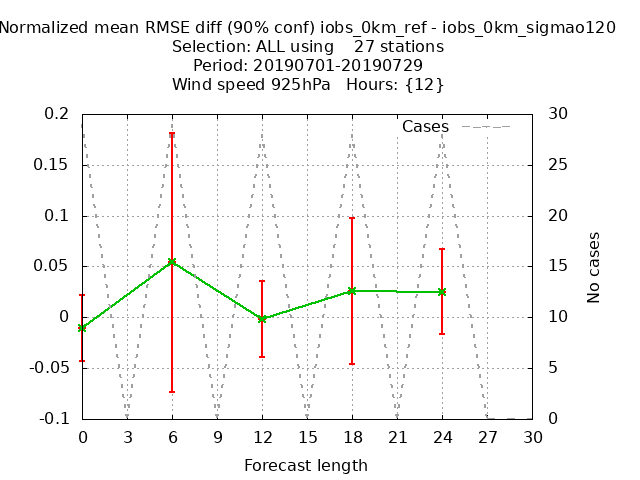 Normalized mean RMSE diff (90% conf) iobs_0km_ref - iobs_0km_sigmao120
Selection: ALL using    27 stations
Period: 20190701-20190729
Wind speed 925hPa   Hours: {12}
Cases
0.2
0.15
0.1
0.05
0
-0.05
-0.1
30
25
20
15
10
5
0
No cases
0 3 6 9 12 15 18 21 24 27 30
Forecast length